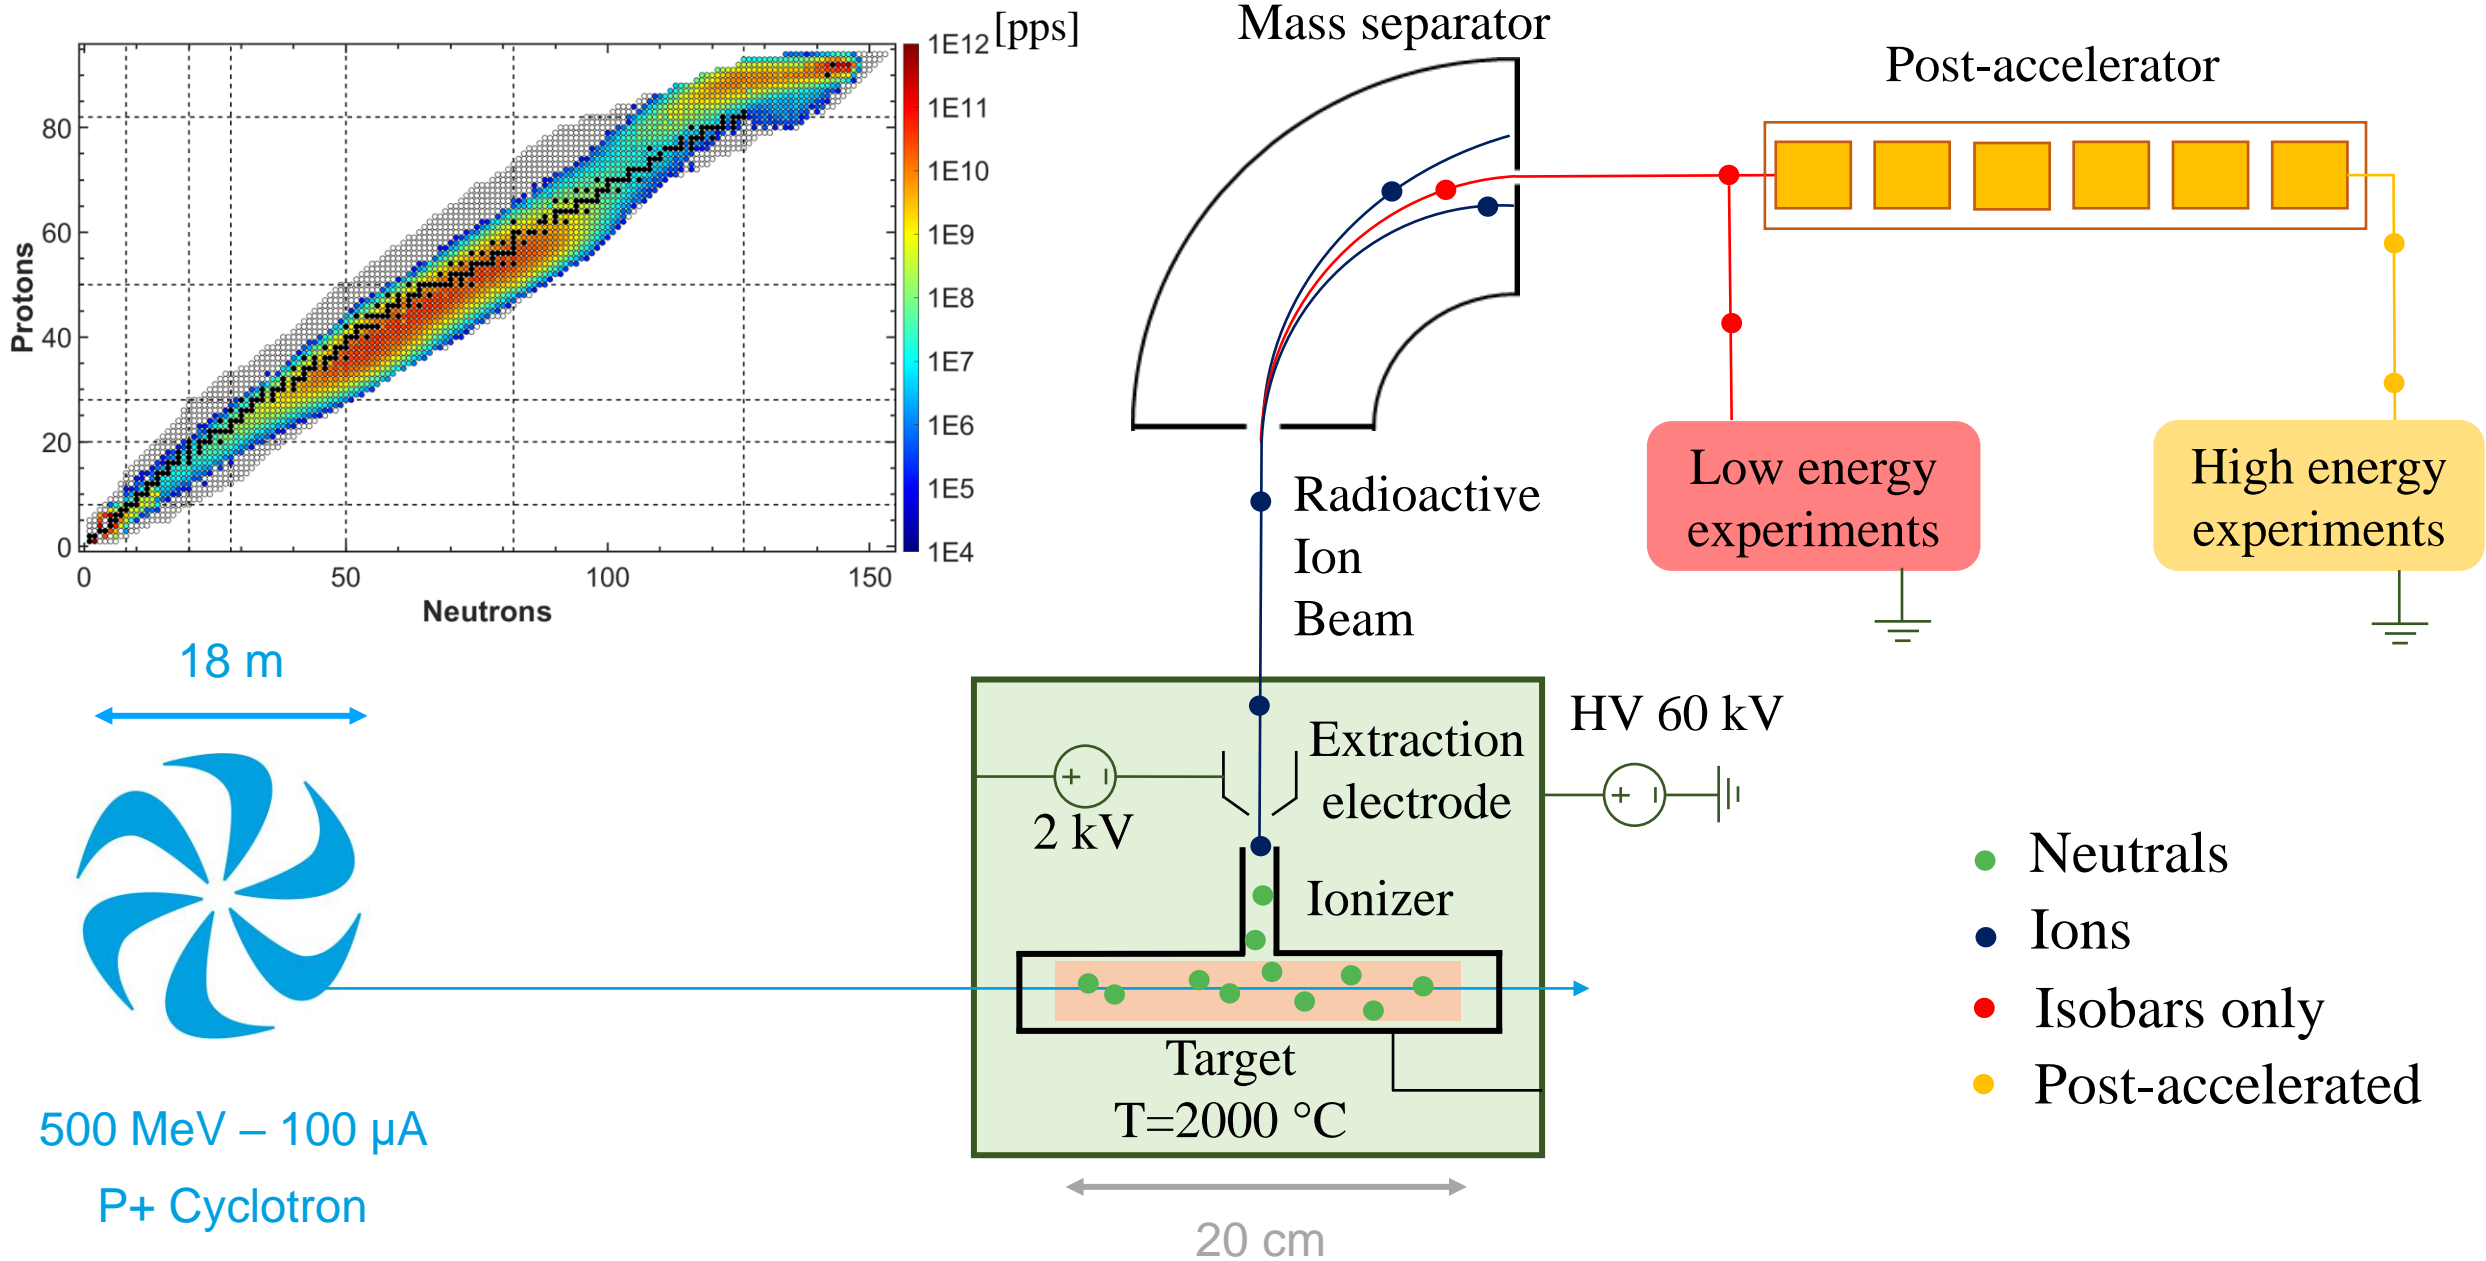 [pps]
1E12
1E11
1E10
1E9
1E8
1E7
1E6
1E5
1E4
80
60
40
20
0
Protons
0
50
100
150
Neutrons
Mass separator
Post-accelerator
Low energy
experiments
High energy
experiments
Radioactive
Ion
Beam
18 m
500 MeV – 100 µA
P+ Cyclotron
HV 60 kV
+ I
Extraction
electrode
+ I
2 kV
Ionizer
Target
T=2000 °C
20 cm
Neutrals
Ions
Isobars only
Post-accelerated